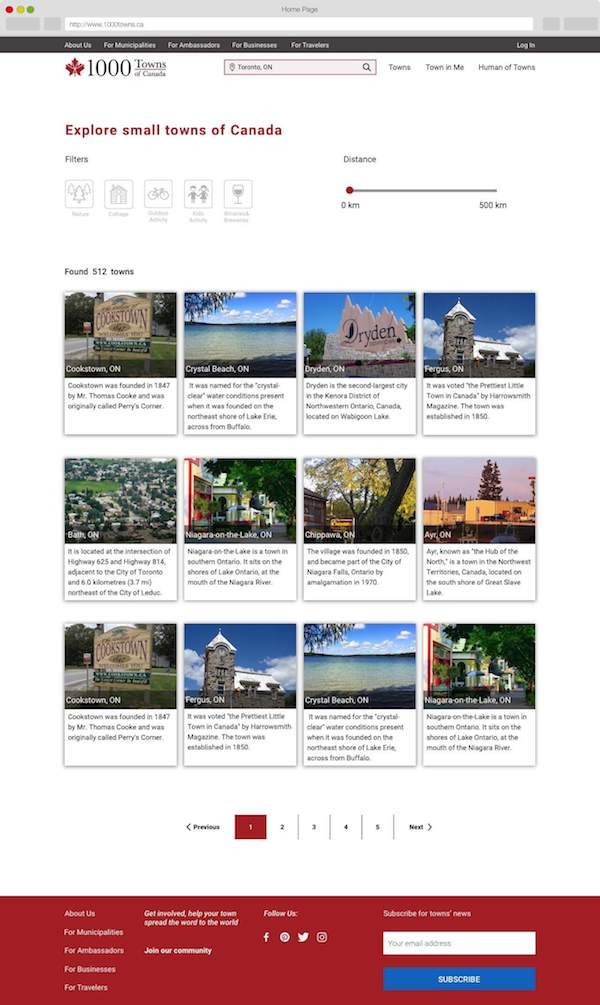 Home Page
http://www.1000towns.ca
About Us For Municipalities For Ambassadors For Businesses For Travelers Log In
1000 Towns of Canada
Toronto, ON
Towns Town in Me Human of Towns
Explore small towns of Canada
Filters
Distance
Nature
Cottage
Outdoor
Activity
Kids
Activity
Wineries&
Breweries
0 km 500 km
Found 512 towns
COOKSTOWN
WELCOMES YOU
Cookstown, ON
Cookstown was founded in 1847
by Mr. Thomas Cooke and was
originally called Perry's Corner.
Crystal Beach, ON
It was named for the "crystal-
clear" water conditions present
when it was founded on the
northeast shore of Lake Erie,
across from Buffalo.
Dryden
Dryden, ON
Dryden is the second-largest city
in the Kenora District of
Northwestern Ontario, Canada,
located on Wabigoon Lake.
Fergus, ON
It was voted "the Prettiest Little
Town in Canada" by Harrowsmith
Magazine. The town was
established in 1850.
Bath, ON
It is located at the intersection of
Highway 625 and Highway 814,
adjacent to the City of Toronto
and 6.0 kilometres (3.7 mi)
northeast of the City of Leduc.
Niagara-on-the-Lake, ON
Niagara-on-the-Lake is a town in
southern Ontario. It sits on the
shores of Lake Ontario, at the
mouth of the Niagara River.
Chippawa, ON
The village was founded in 1850,
and became part of the City of
Niagara Falls, Ontario by
amalgamation in 1970.
Ayr, ON
Ayr, known as "the Hub of the
North," is a town in the Northwest
Territories, Canada, located on
the south shore of Great Slave
Lake.
COOKSTOWN
WELCOMES YOU
Cookstown, ON
Cookstown was founded in 1847
by Mr. Thomas Cooke and was
originally called Perry's Corner.
Fergus, ON
It was voted "the Prettiest Little
Town in Canada" by Harrowsmith
Magazine. The town was
established in 1850.
Crystal Beach, ON
It was named for the "crystal-
clear" water conditions present
when it was founded on the
northeast shore of Lake Erie,
across from Buffalo.
Niagara-on-the-Lake, ON
Niagara-on-the-Lake is a town in
southern Ontario. It sits on the
shores of Lake Ontario, at the
mouth of the Niagara River.
Previous 1 2 3 4 5 Next
About Us
For Municipalities
For Ambassadors
For Businesses
For Travelers
Get involved, help your town
spread the word to the world
Join our community
Follow Us:
Subscribe for towns' news
Your email address
SUBSCRIBE